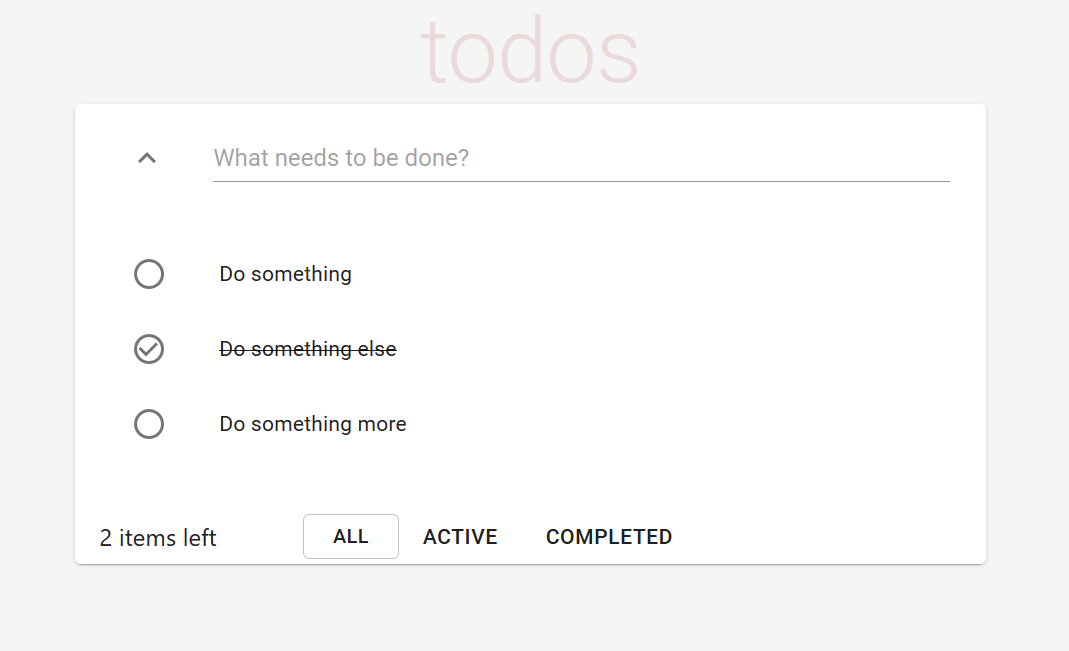 todos
What needs to be done?
Do something
Do something else
Do something more
2 items left ALL ACTIVE COMPLETED